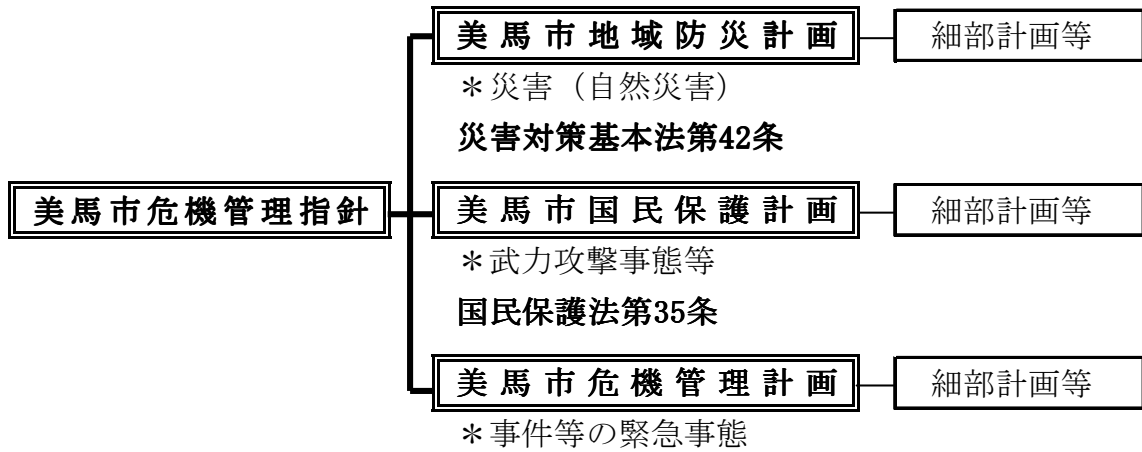 美馬市地域防災計画 細部計画等
＊災害（自然災害）
災害対策基本法第42条
美馬市危機管理指針 美馬市国民保護計画 細部計画等
＊武力攻撃事態等
国民保護法第35条
美馬市危機管理計画 細部計画等
＊事件等の緊急事態